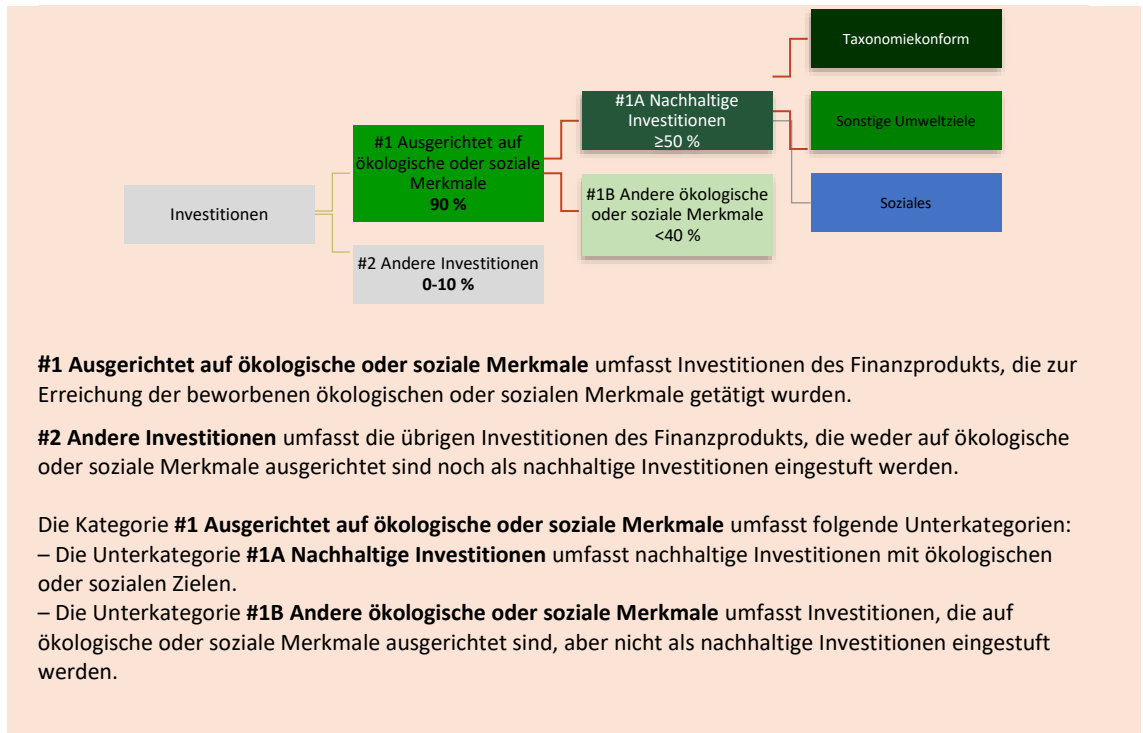 Taxonomiekonform
#1A Nachhaltige
Investitionen
≥50 %
Sonstige Umweltziele
#1 Ausgerichtet auf
ökologische oder soziale
Merkmale
90 %
Investitionen
#1B Andere ökologische
oder soziale Merkmale
<40 %
Soziales
#2 Andere Investitionen
0-10 %
#1 Ausgerichtet auf ökologische oder soziale Merkmale umfasst Investitionen des Finanzprodukts, die zur
Erreichung der beworbenen ökologischen oder sozialen Merkmale getätigt wurden.
#2 Andere Investitionen umfasst die übrigen Investitionen des Finanzprodukts, die weder auf ökologische
oder soziale Merkmale ausgerichtet sind noch als nachhaltige Investitionen eingestuft werden.
Die Kategorie #1 Ausgerichtet auf ökologische oder soziale Merkmale umfasst folgende Unterkategorien:
– Die Unterkategorie #1A Nachhaltige Investitionen umfasst nachhaltige Investitionen mit ökologischen
oder sozialen Zielen.
– Die Unterkategorie #1B Andere ökologische oder soziale Merkmale umfasst Investitionen, die auf
ökologische oder soziale Merkmale ausgerichtet sind, aber nicht als nachhaltige Investitionen eingestuft
werden.